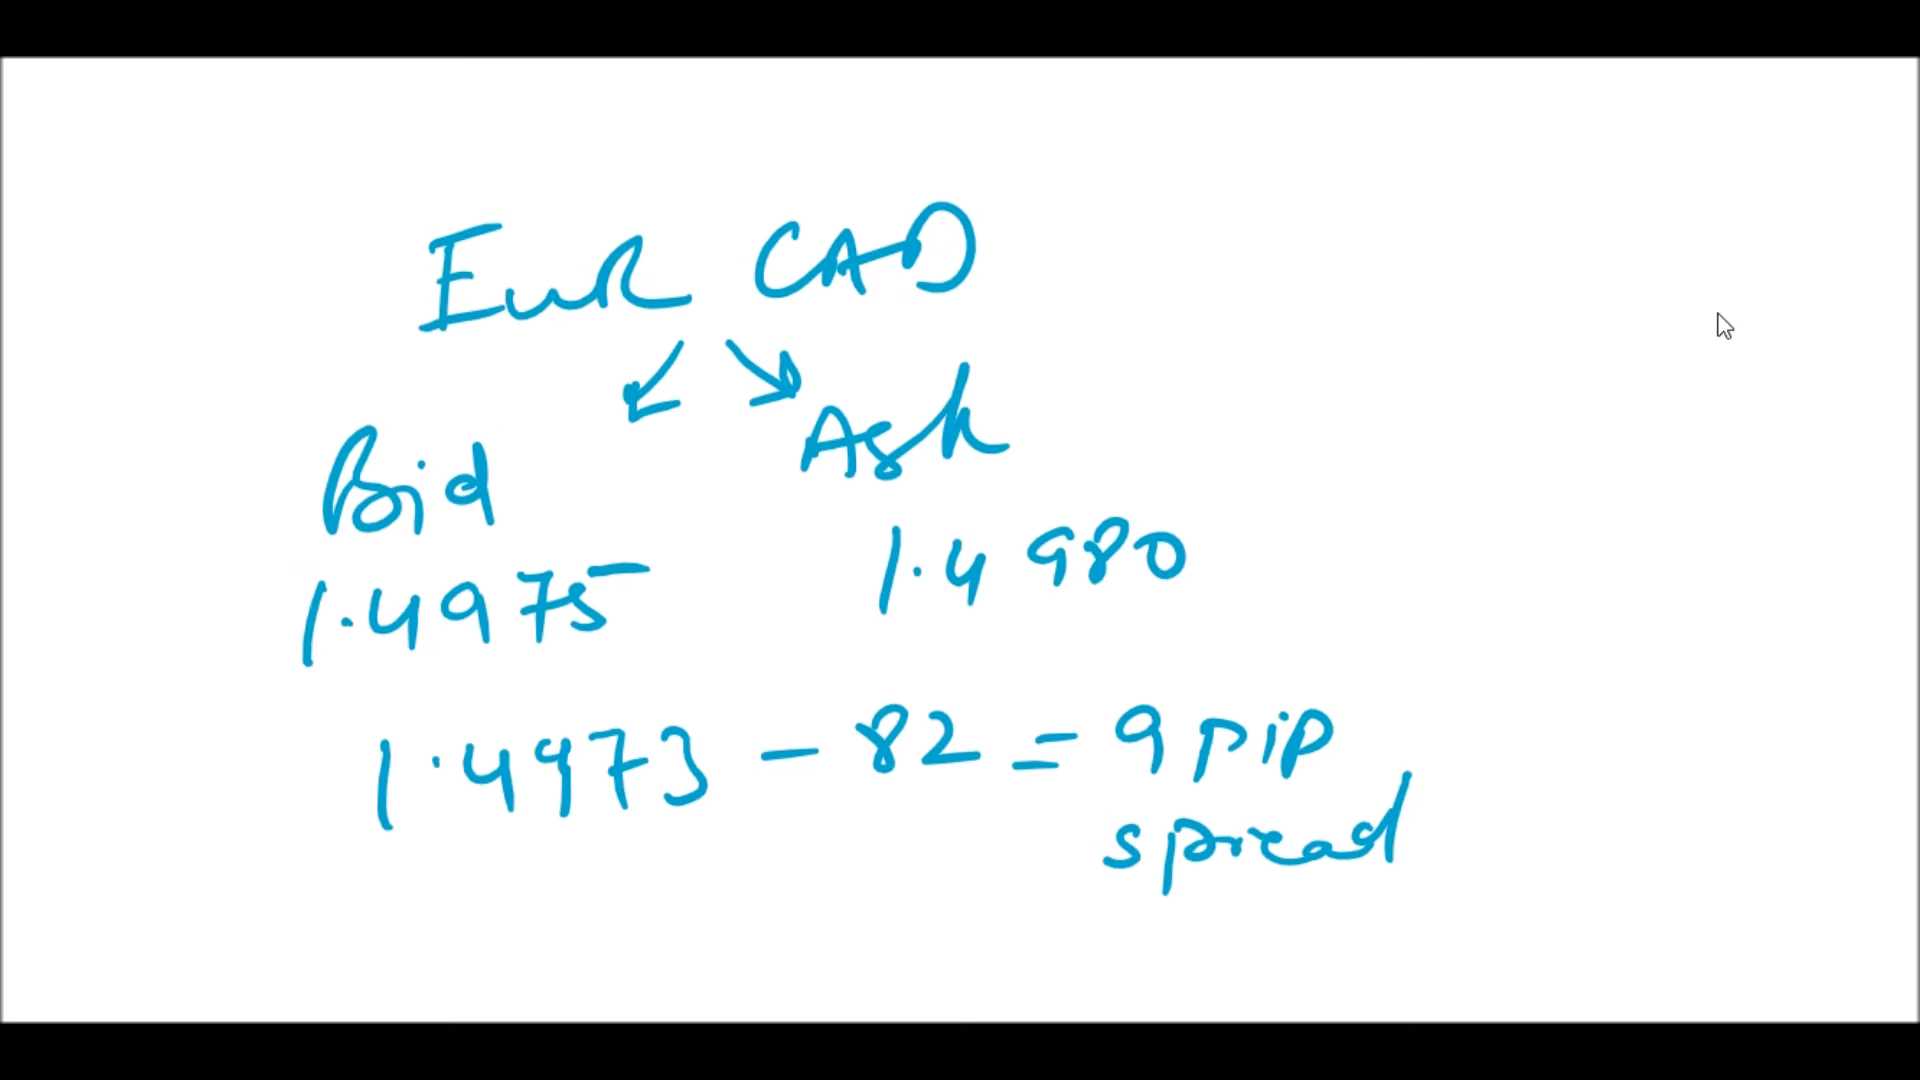 EuR CAD
Bid
Ask
1.4975
1.4980
1.4973 - 82 = 9 pip
spread